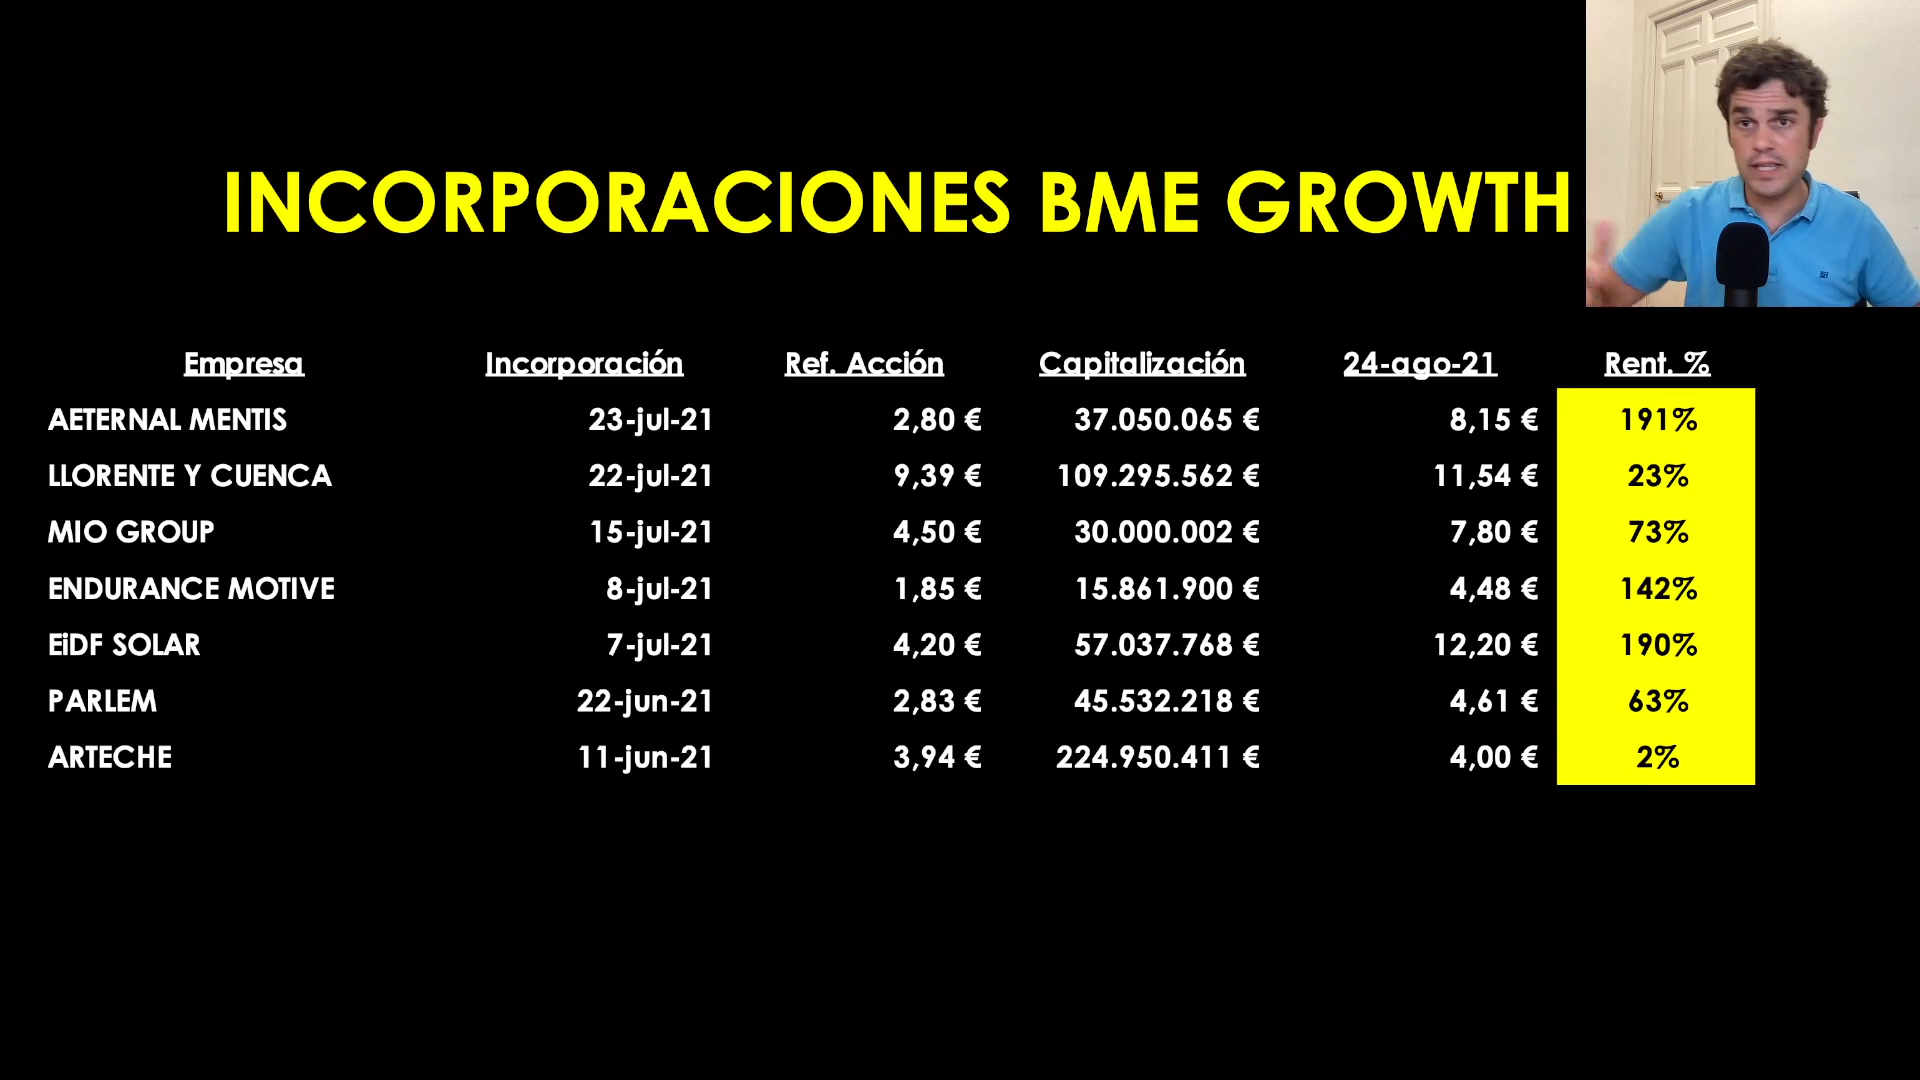 INCORPORACIONES BME GROWTH
Empresa Incorporación Ref. Acción Capitalización 24-ago-21 Rent. %
AETERNAL MENTIS 23-jul-21 2,80 € 37.050.065 € 8,15 € 191%
LLORENTE Y CUENCA 22-jul-21 9,39 € 109.295.562 € 11,54 € 23%
MIO GROUP 15-jul-21 4,50 € 30.000.002 € 7,80 € 73%
ENDURANCE MOTIVE 8-jul-21 1,85 € 15.861.900 € 4,48 € 142%
EiDF SOLAR 7-jul-21 4,20 € 57.037.768 € 12,20 € 190%
PARLEM 22-jun-21 2,83 € 45.532.218 € 4,61 € 63%
ARTECHE 11-jun-21 3,94 € 224.950.411 € 4,00 € 2%